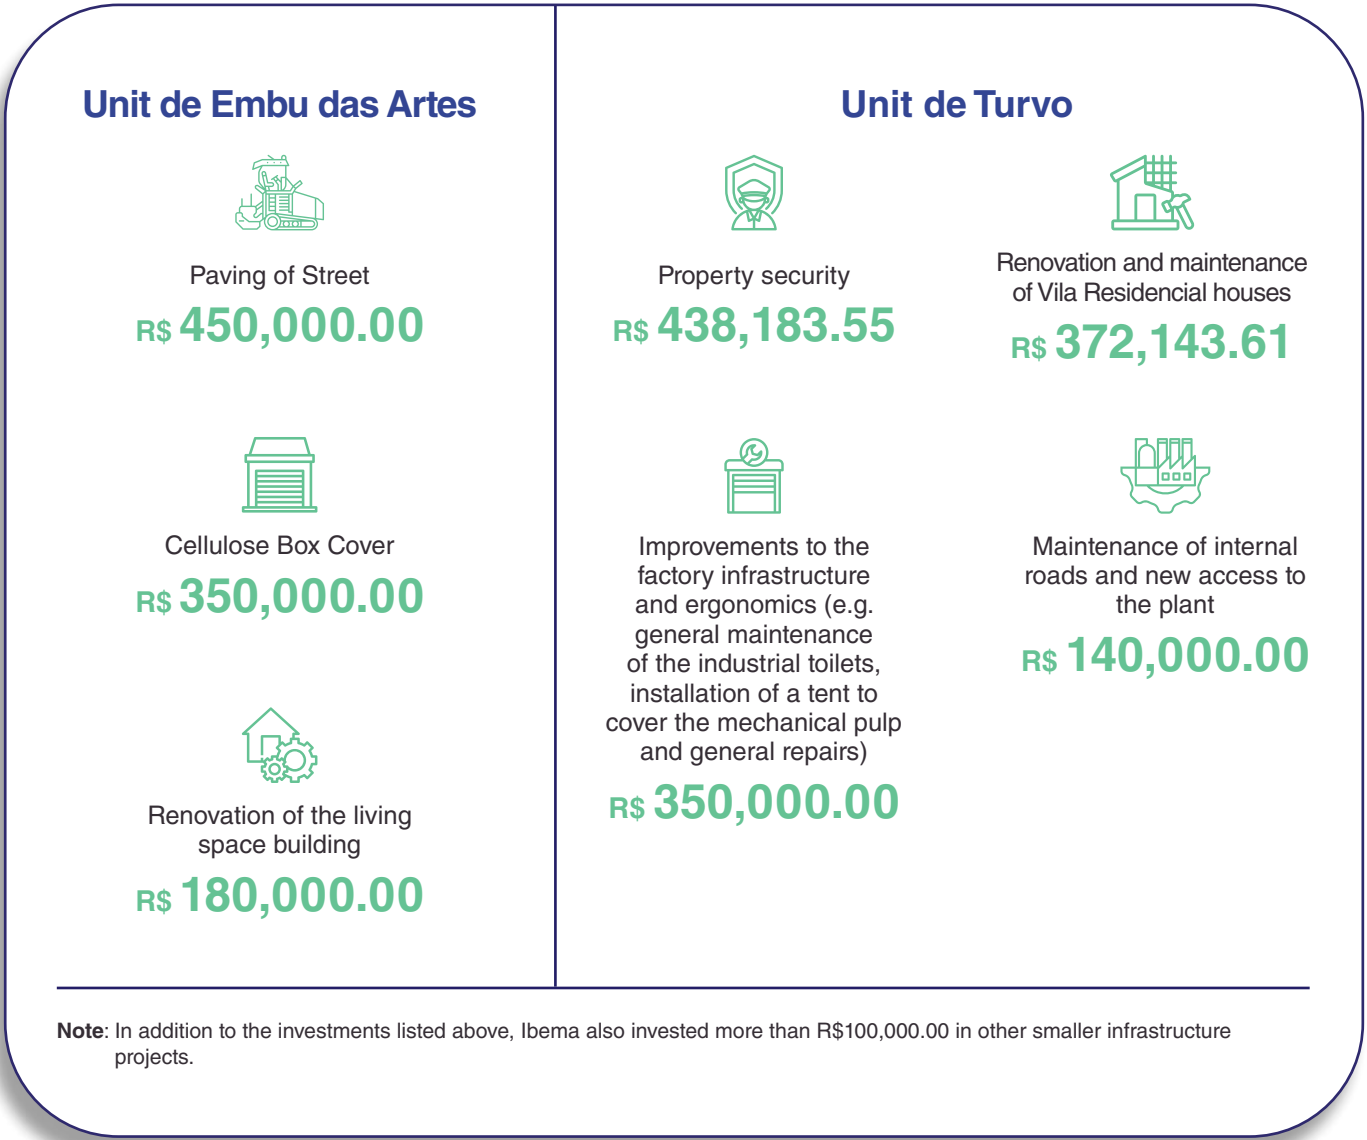 Unit de Embu das Artes
Paving of Street
R$ 450,000.00
Cellulose Box Cover
R$ 350,000.00
Renovation of the living
space building
R$ 180,000.00
Unit de Turvo
Property security
R$ 438,183.55
Renovation and maintenance
of Vila Residencial houses
R$ 372,143.61
Improvements to the
factory infrastructure
and ergonomics (e.g.
general maintenance
of the industrial toilets,
installation of a tent to
cover the mechanical pulp
and general repairs)
R$ 350,000.00
Maintenance of internal
roads and new access to
the plant
R$ 140,000.00
Note: In addition to the investments listed above, Ibema also invested more than R$100,000.00 in other smaller infrastructure
projects.